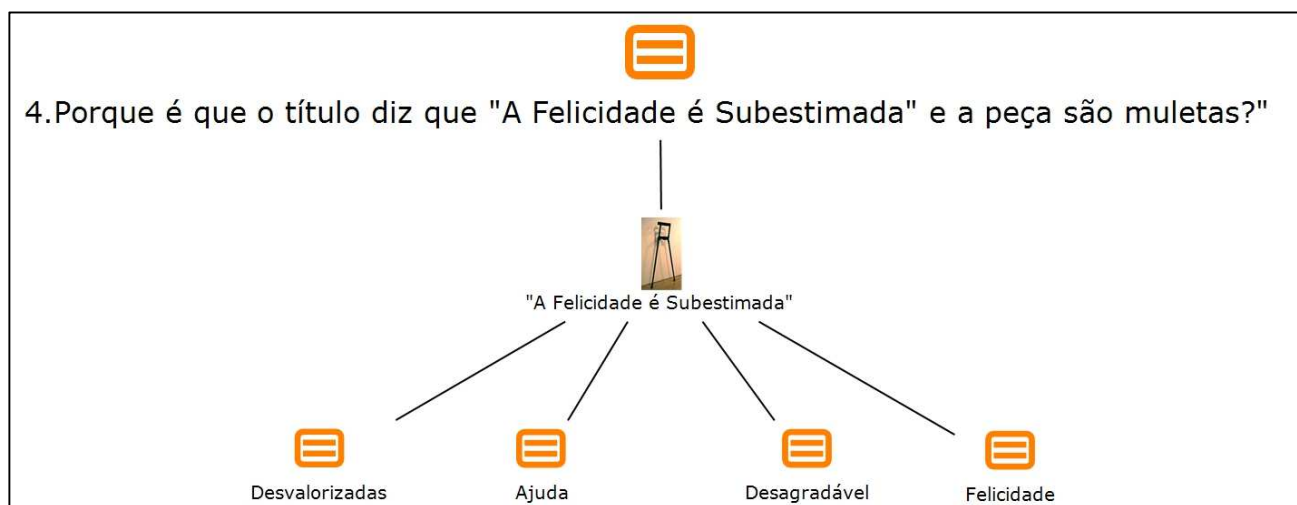 4.Porque é que o título diz que "A Felicidade é Subestimada" e a peça são muletas?"
"A Felicidade é Subestimada"
Desvalorizadas Ajuda Desagradável Felicidade